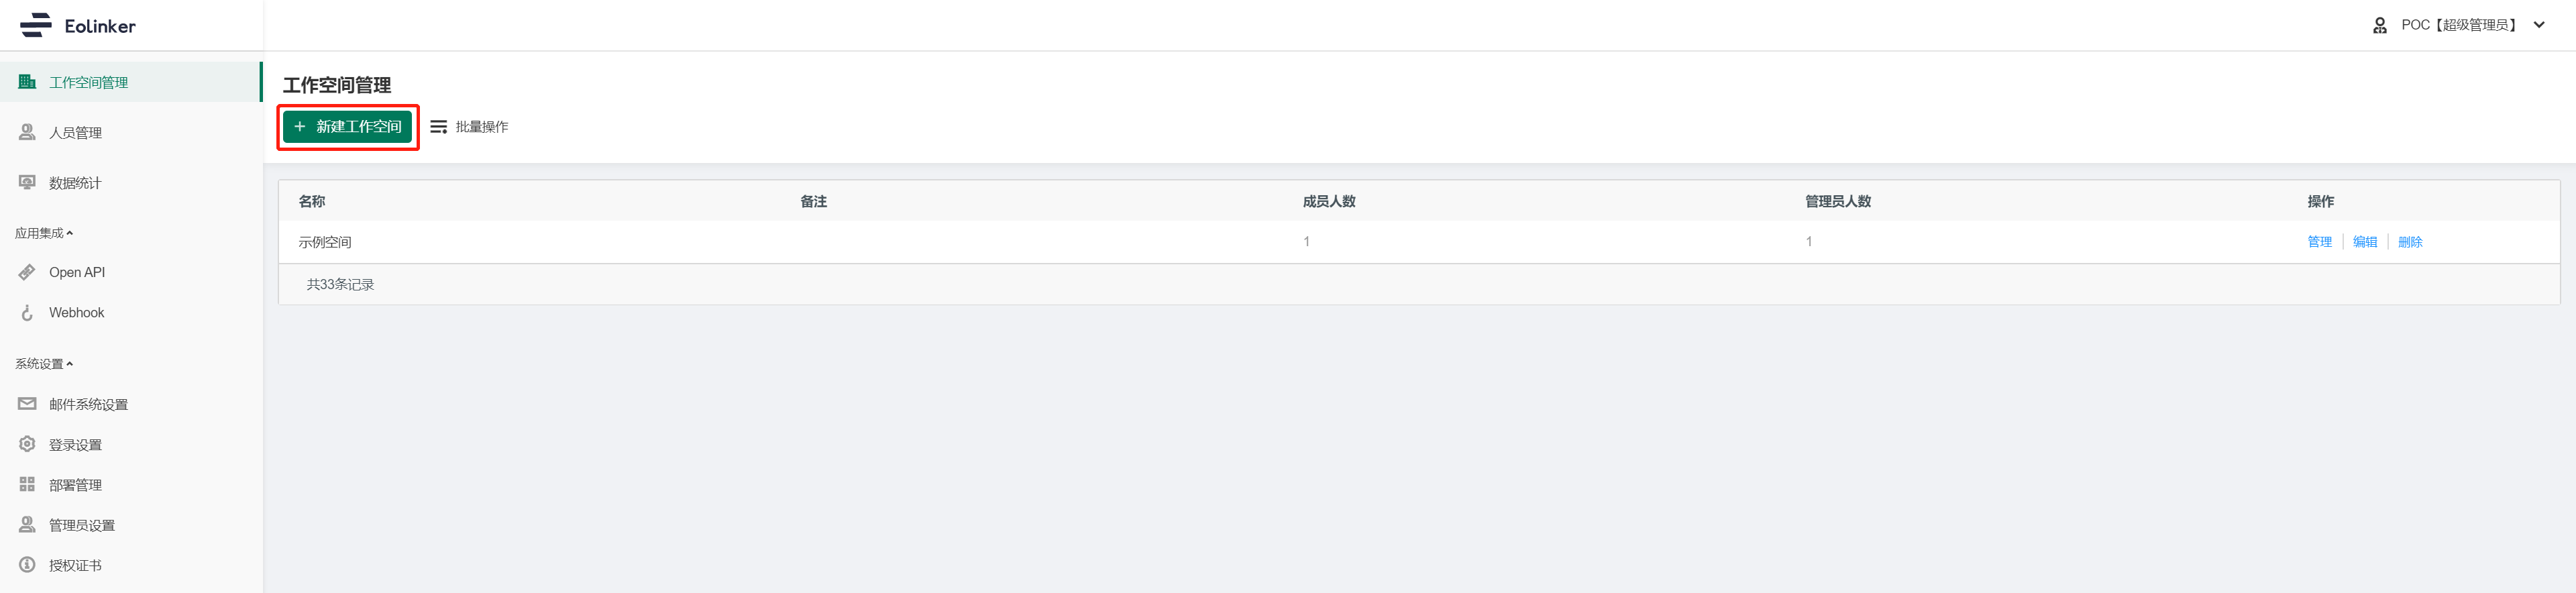 Eolinker
POC【超级管理员】
工作空间管理
人员管理
数据统计
应用集成
Open API
Webhook
系统设置
邮件系统设置
登录设置
部署管理
管理员设置
授权证书
工作空间管理
+ 新建工作空间 批量操作
名称 备注 成员人数 管理员人数 操作
示例空间 1 1 管理 编辑 删除
共33条记录